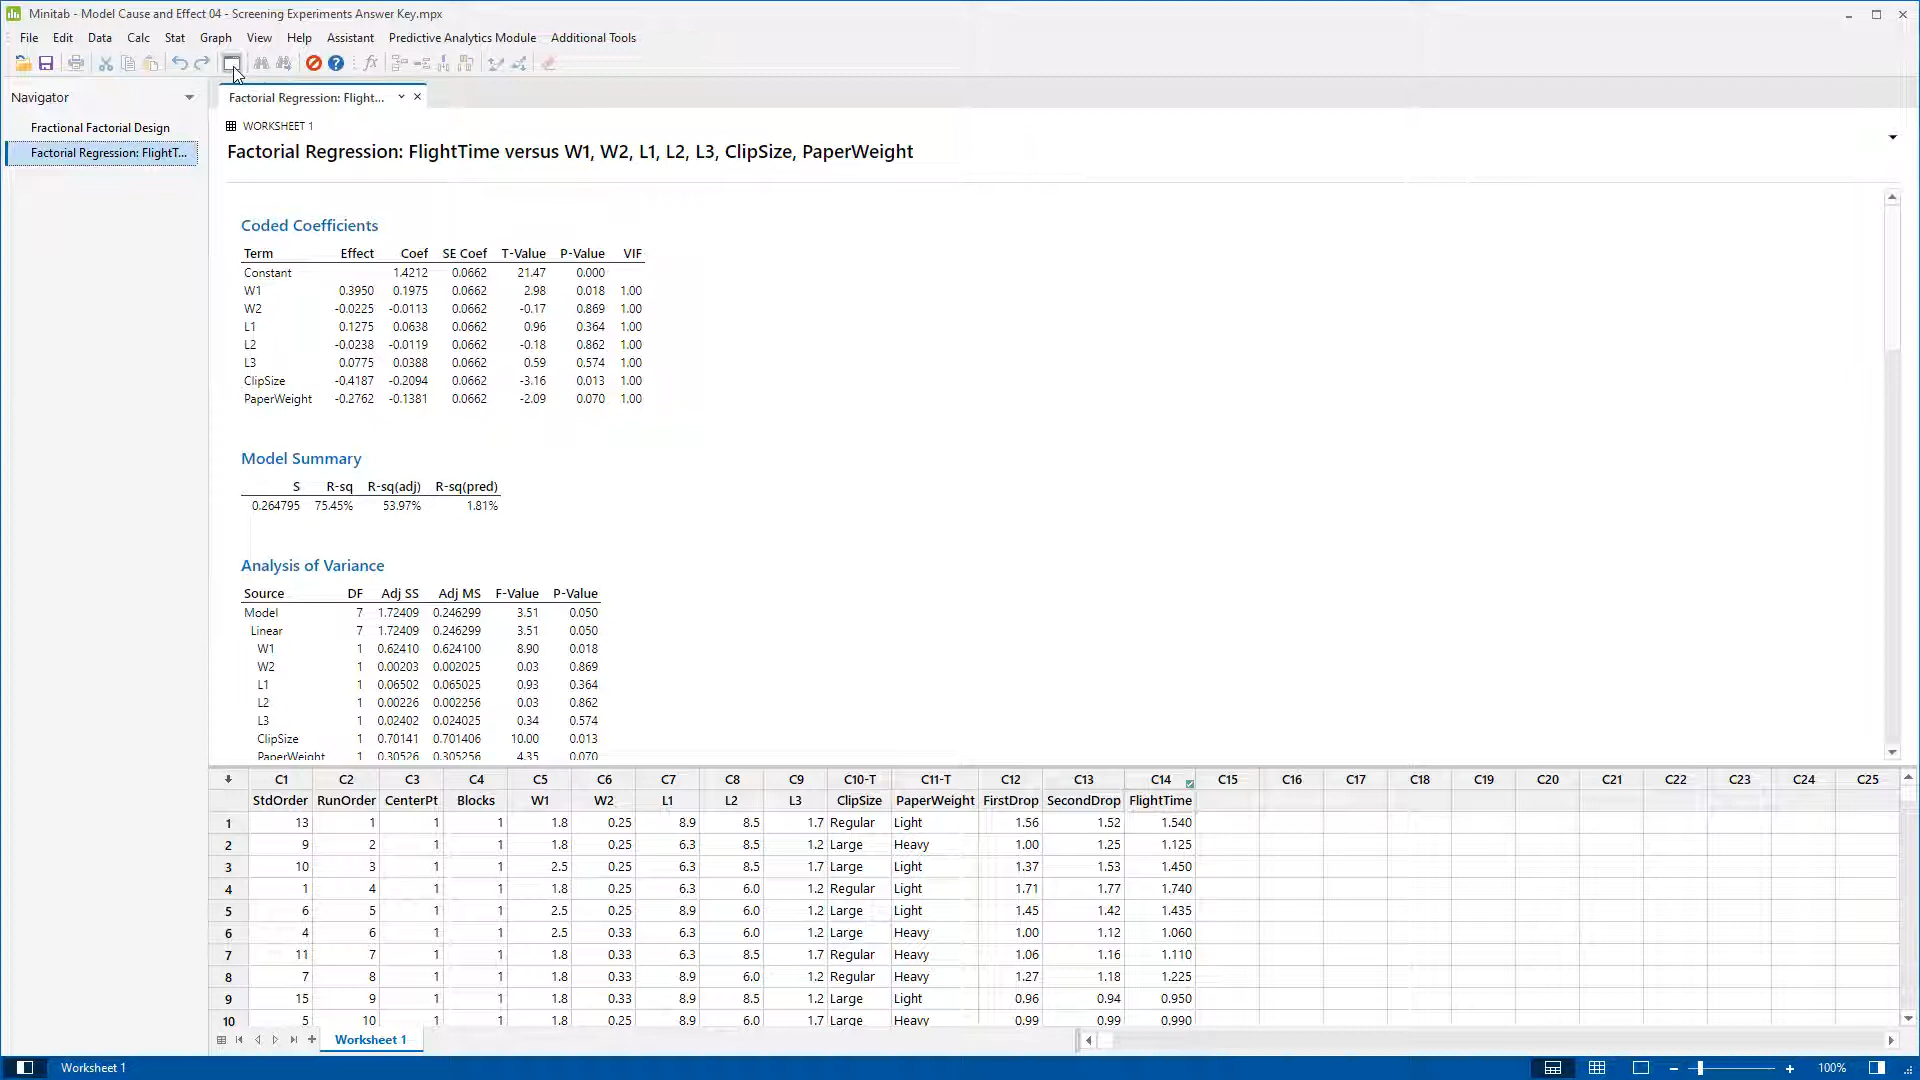 Minitab - Model Cause and Effect 04 - Screening Experiments Answer Key.mpx
File Edit Data Calc Stat Graph View Help Assistant Predictive Analytics Module Additional Tools
Navigator
Fractional Factorial Design
Factorial Regression: FlightT...
Factorial Regression: Flight...
WORKSHEET 1
Factorial Regression: FlightTime versus W1, W2, L1, L2, L3, ClipSize, PaperWeight
Coded Coefficients
Term Effect Coef SE Coef T-Value P-Value VIF
Constant 1.4212 0.0662 21.47 0.000
W1 0.3950 0.1975 0.0662 2.98 0.018 1.00
W2 -0.0225 -0.0113 0.0662 -0.17 0.869 1.00
L1 0.1275 0.0638 0.0662 0.96 0.364 1.00
L2 -0.0238 -0.0119 0.0662 -0.18 0.862 1.00
L3 0.0775 0.0388 0.0662 0.59 0.574 1.00
ClipSize -0.4187 -0.2094 0.0662 -3.16 0.013 1.00
PaperWeight -0.2762 -0.1381 0.0662 -2.09 0.070 1.00
Model Summary
S R-sq R-sq(adj) R-sq(pred)
0.264795 75.45% 53.97% 1.81%
Analysis of Variance
Source DF Adj SS Adj MS F-Value P-Value
Model 7 1.72409 0.246299 3.51 0.050
Linear 7 1.72409 0.246299 3.51 0.050
W1 1 0.62410 0.624100 8.90 0.018
W2 1 0.00203 0.002025 0.03 0.869
L1 1 0.06502 0.065025 0.93 0.364
L2 1 0.00226 0.002256 0.03 0.862
L3 1 0.02402 0.024025 0.34 0.574
ClipSize 1 0.70141 0.701406 10.00 0.013
PaperWeight 1 0.30526 0.305256 4.35 0.070
C1 C2 C3 C4 C5 C6 C7 C8 C9 C10-T C11-T C12 C13 C14 C15 C16 C17 C18 C19 C20 C21 C22 C23 C24 C25
StdOrder RunOrder CenterPt Blocks W1 W2 L1 L2 L3 ClipSize PaperWeight FirstDrop SecondDrop FlightTime
1 13 1 1 1 1.8 0.25 8.9 8.5 1.7 Regular Light 1.56 1.52 1.540
2 9 2 1 1 1.8 0.25 6.3 8.5 1.2 Large Heavy 1.00 1.25 1.125
3 10 3 1 1 2.5 0.25 6.3 8.5 1.7 Large Light 1.37 1.53 1.450
4 1 4 1 1 1.8 0.25 6.3 6.0 1.2 Regular Light 1.71 1.77 1.740
5 6 5 1 1 2.5 0.25 8.9 6.0 1.2 Large Light 1.45 1.42 1.435
6 4 6 1 1 2.5 0.33 6.3 6.0 1.2 Large Heavy 1.00 1.12 1.060
7 11 7 1 1 1.8 0.33 6.3 8.5 1.7 Regular Heavy 1.06 1.16 1.110
8 7 8 1 1 1.8 0.33 8.9 6.0 1.2 Regular Heavy 1.27 1.18 1.225
9 15 9 1 1 1.8 0.33 8.9 8.5 1.2 Large Light 0.96 0.94 0.950
10 5 10 1 1 1.8 0.25 8.9 6.0 1.7 Large Heavy 0.99 0.99 0.990
Worksheet 1
Worksheet 1
100%